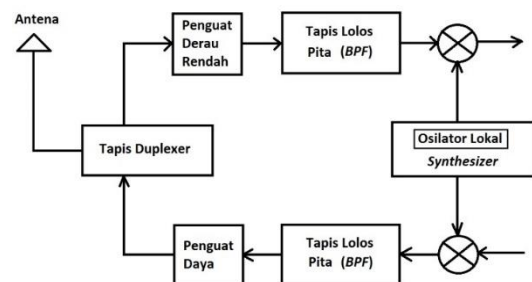 Antena
Penguat
Derau
Rendah
Tapis Lolos
Pita (BPF)
Tapis Duplexer
Osilator Lokal
Synthesizer
Penguat
Daya
Tapis Lolos
Pita (BPF)